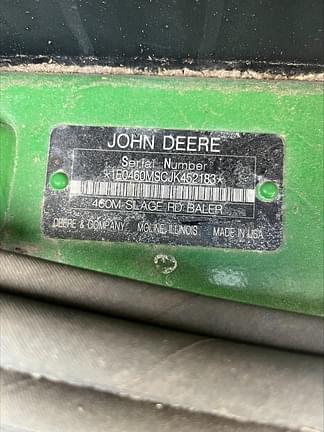 JOHN DEERE
Serial Number
*1E0460MSCJK452183*
460M SILAGE RD BALER
DEERE & COMPANY MOLINE, ILLINOIS MADE IN USA